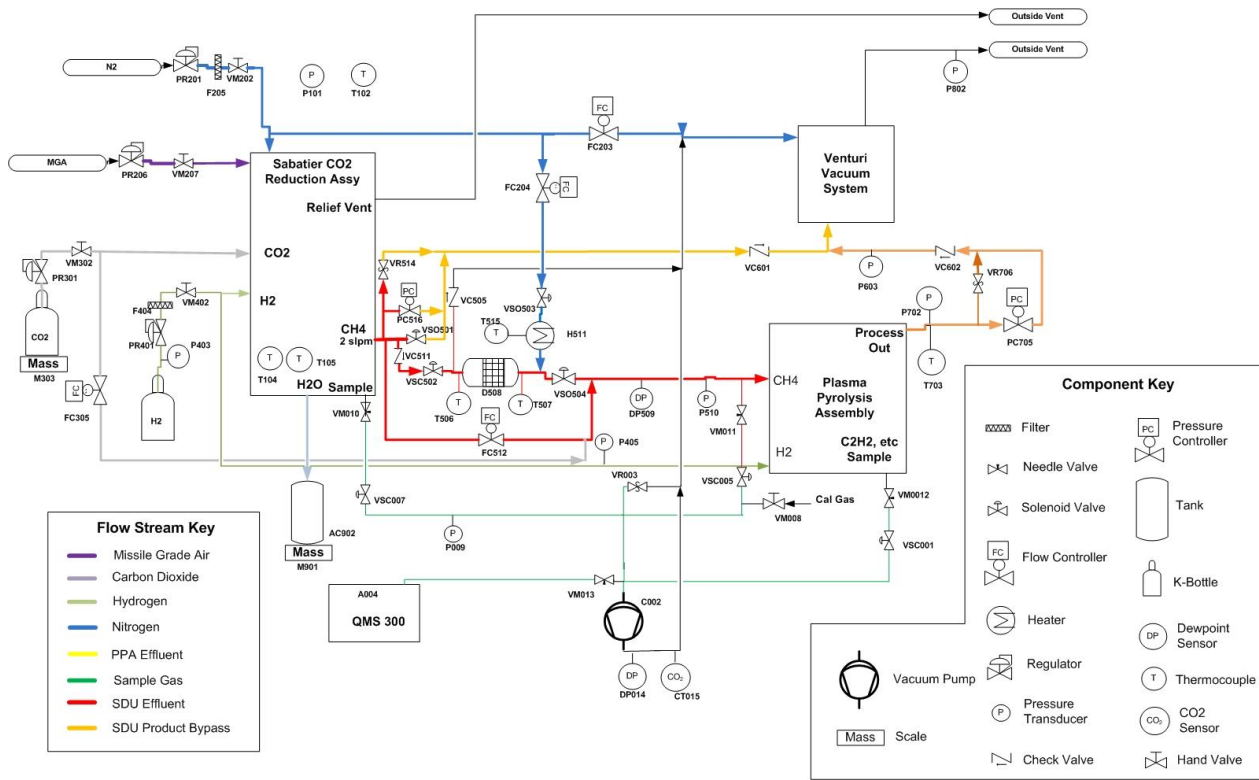 Outside Vent
Outside Vent
N2
PR201
F205
VM202
P
P101
T
T102
P
P802
FC
FC203
MGA
PR206
VM207
Sabatier CO2
Reduction Assy
Relief Vent
CO2
H2
CH4
2 slpm
T
T104
T
T105
H2O
Sample
Venturi
Vacuum
System
FC204
FC
VM302
PR301
CO2
Mass
M303
F404
VM402
PR401
P
P403
H2
FC
FC305
VR514
PC
PC516
VSO501
VC505
VC511
VSC502
VSO503
T515
T
H511
D508
T
T506
T
T507
VSO504
FC
FC512
DP
DP509
P
P510
P
P405
VC601
P
P603
VC602
VR706
P702
P
T
T703
PC
PC705
Process
Out
CH4
Plasma
Pyrolysis
Assembly
H2
C2H2, etc
Sample
VM010
VM011
VSC005
VSC007
P
P009
VR003
VM008
Cal Gas
VM0012
VSC001
AC902
Mass
M901
A004
QMS 300
VM013
C002
DP
DP014
CO₂
CT015
Flow Stream Key
Missile Grade Air
Carbon Dioxide
Hydrogen
Nitrogen
PPA Effluent
Sample Gas
SDU Effluent
SDU Product Bypass
Component Key
Filter
Needle Valve
Solenoid Valve
FC
Flow Controller
Heater
Regulator
P
Pressure
Transducer
Check Valve
PC
Pressure
Controller
Tank
K-Bottle
DP
Dewpoint
Sensor
T
Thermocouple
CO₂
CO2
Sensor
Hand Valve
Vacuum Pump
Mass
Scale